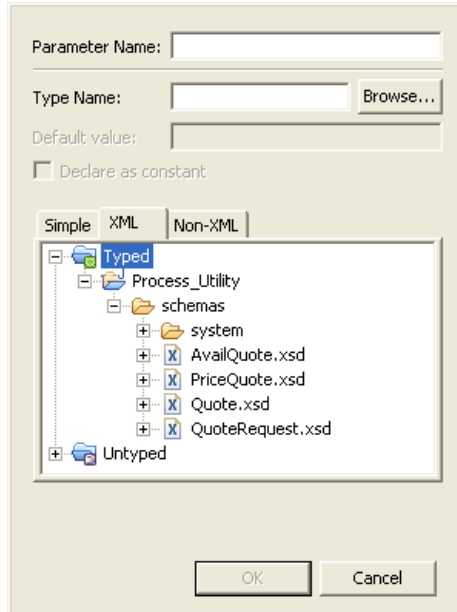 Parameter Name:
Type Name:
Browse...
Default value:
Declare as constant
Simple XML Non-XML
Typed
Process_Utility
schemas
system
AvailQuote.xsd
PriceQuote.xsd
Quote.xsd
QuoteRequest.xsd
Untyped
OK Cancel